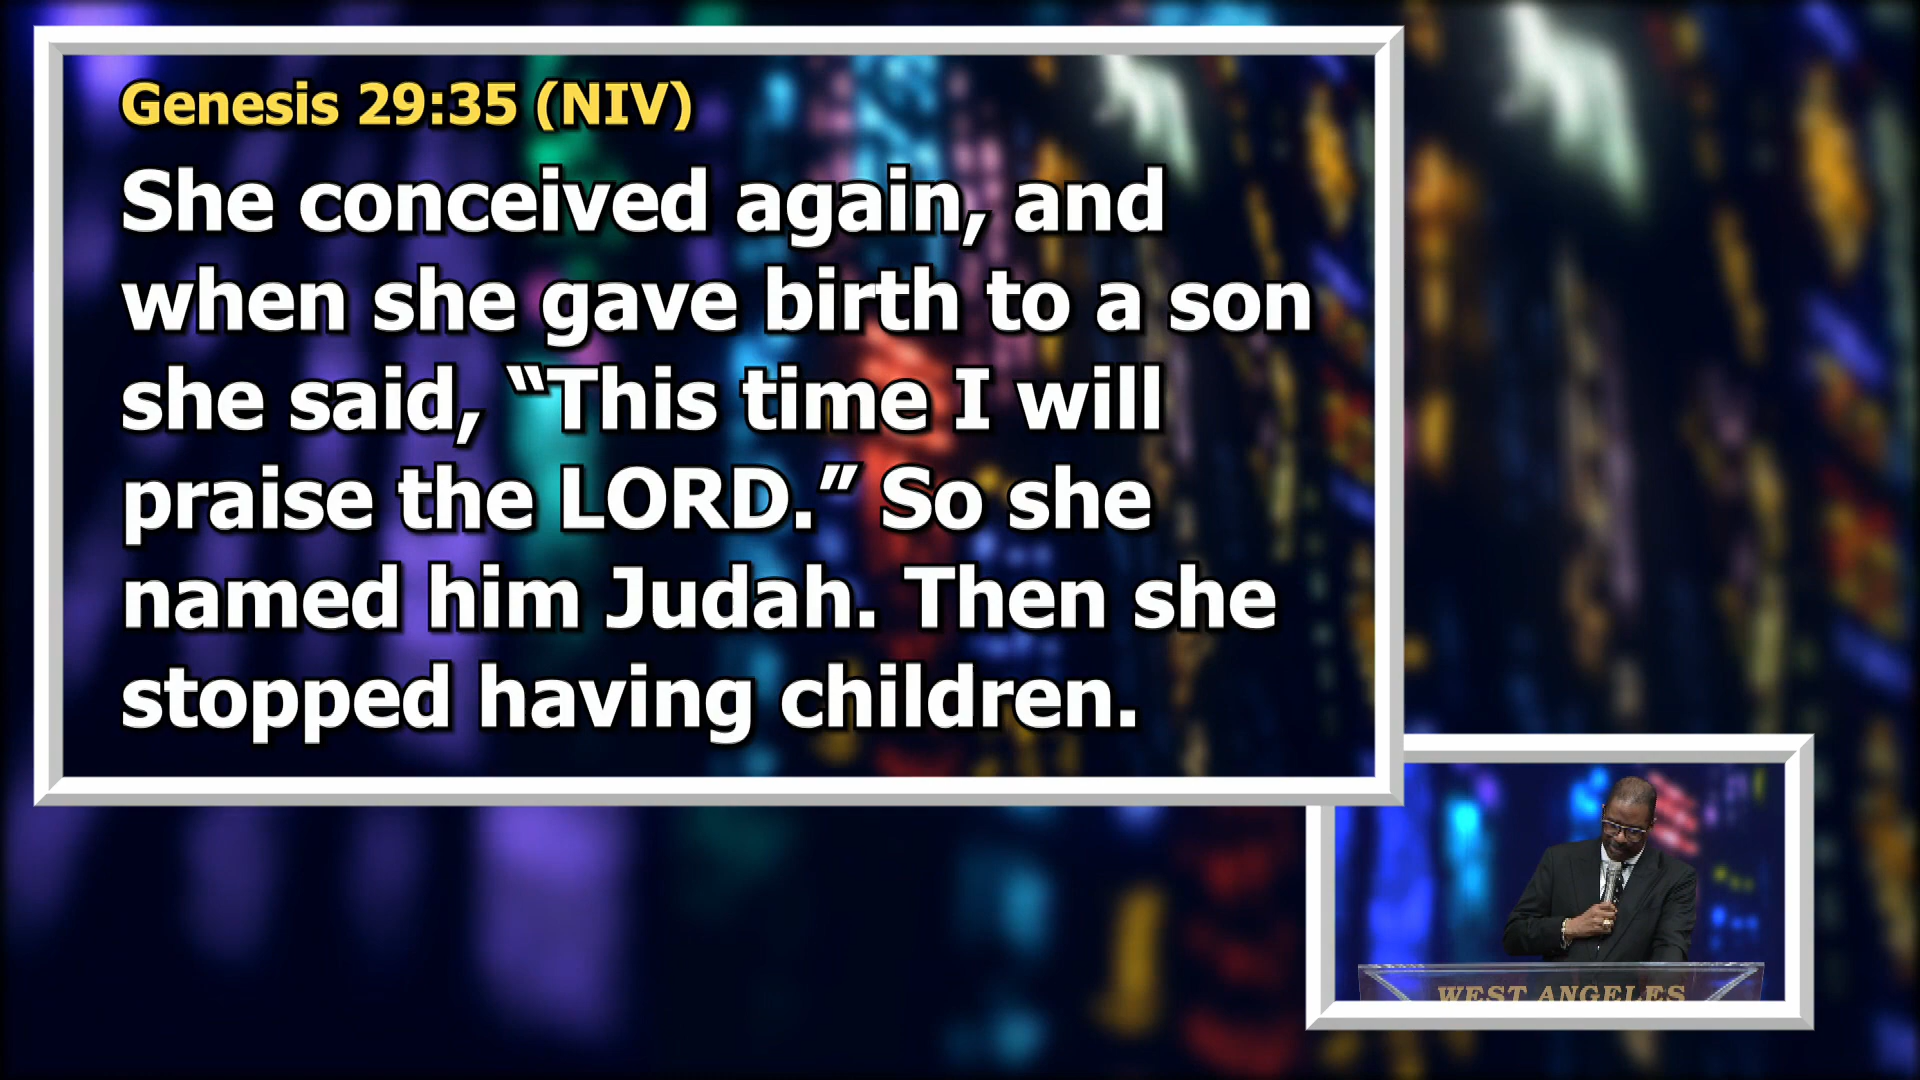 Genesis 29:35 (NIV)
She conceived again, and
when she gave birth to a son
she said, “This time I will
praise the LORD.” So she
named him Judah. Then she
stopped having children.
WEST ANGELES